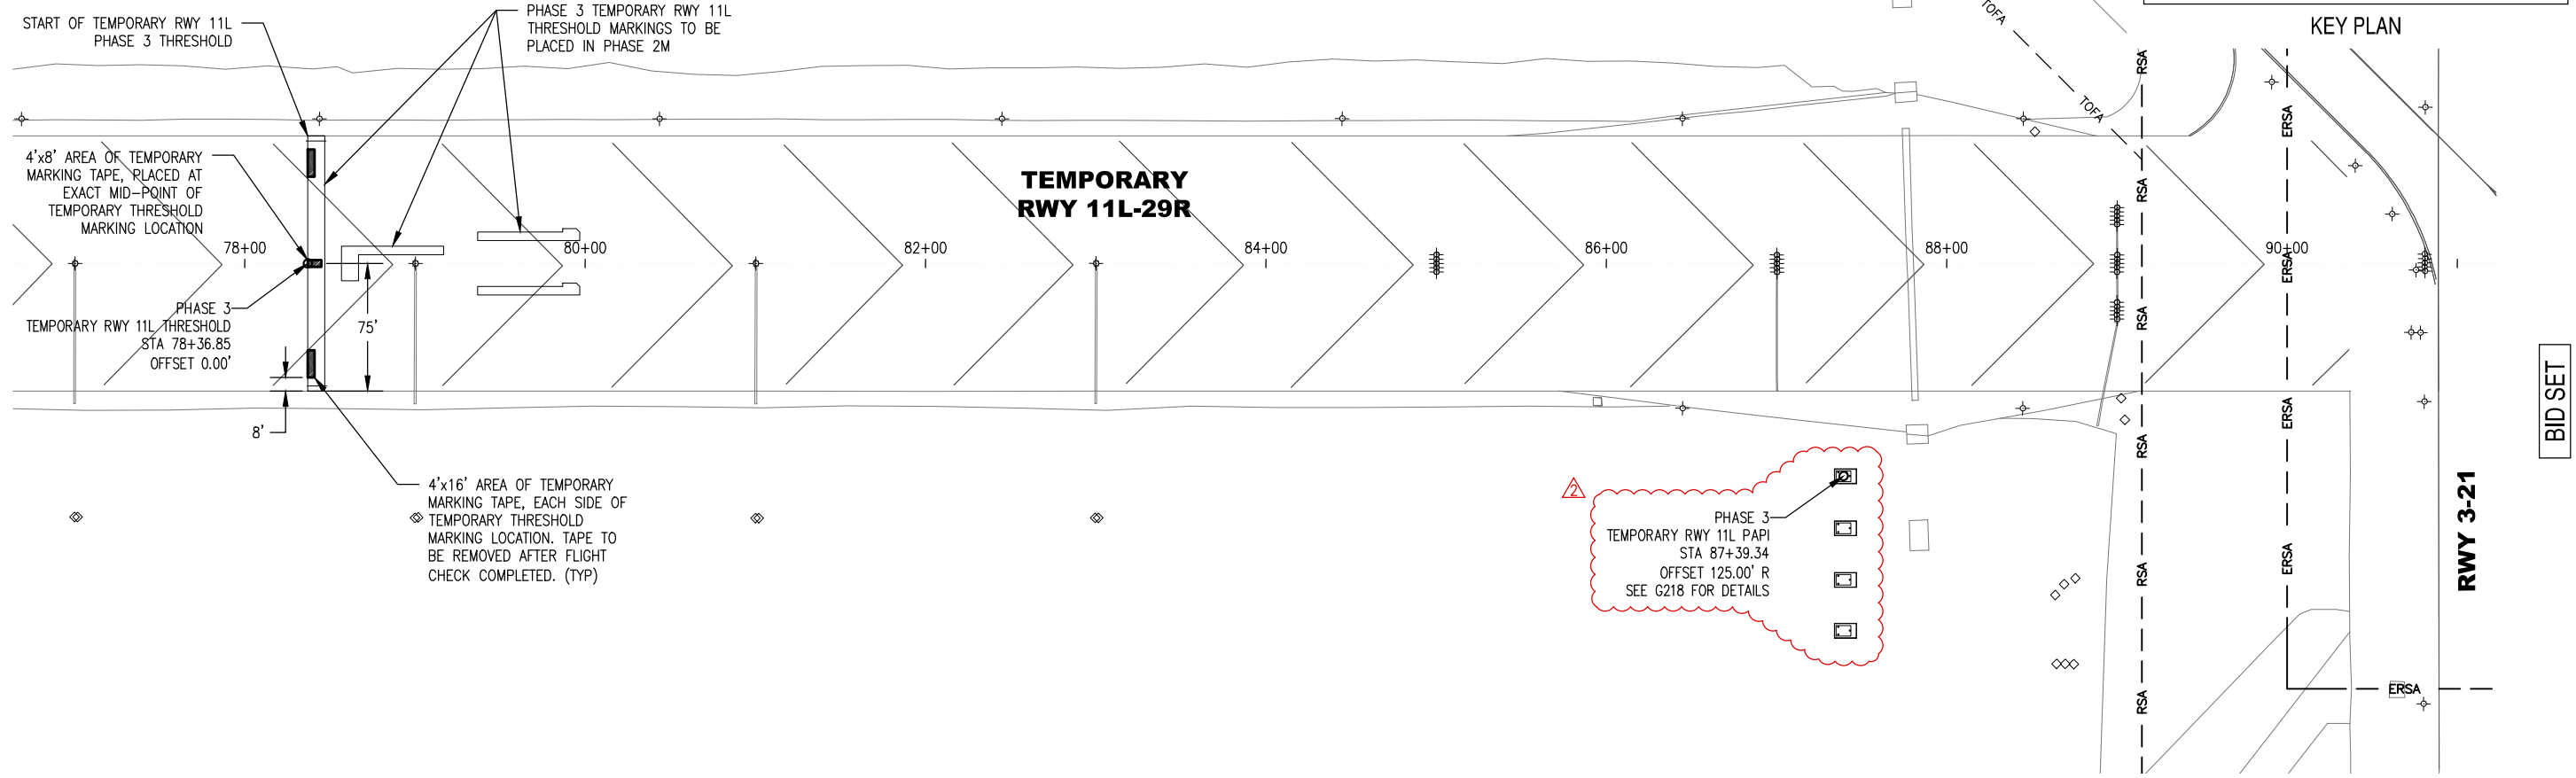 START OF TEMPORARY RWY 11L
PHASE 3 THRESHOLD
PHASE 3 TEMPORARY RWY 11L
THRESHOLD MARKINGS TO BE
PLACED IN PHASE 2M
TOFA
TOFA
KEY PLAN
4'x8' AREA OF TEMPORARY
MARKING TAPE, PLACED AT
EXACT MID-POINT OF
TEMPORARY THRESHOLD
MARKING LOCATION
TEMPORARY
RWY 11L-29R
78+00
80+00
82+00
84+00
86+00
88+00
90+00
PHASE 3
TEMPORARY RWY 11L THRESHOLD
STA 78+36.85
OFFSET 0.00'
75'
8'
4'x16' AREA OF TEMPORARY
MARKING TAPE, EACH SIDE OF
TEMPORARY THRESHOLD
MARKING LOCATION. TAPE TO
BE REMOVED AFTER FLIGHT
CHECK COMPLETED. (TYP)
2
PHASE 3
TEMPORARY RWY 11L PAPI
STA 87+39.34
OFFSET 125.00' R
SEE G218 FOR DETAILS
RSA
RSA
RSA
RSA
RSA
RSA
ERSA
ERSA
ERSA
ERSA
ERSA
RWY 3-21
BID SET